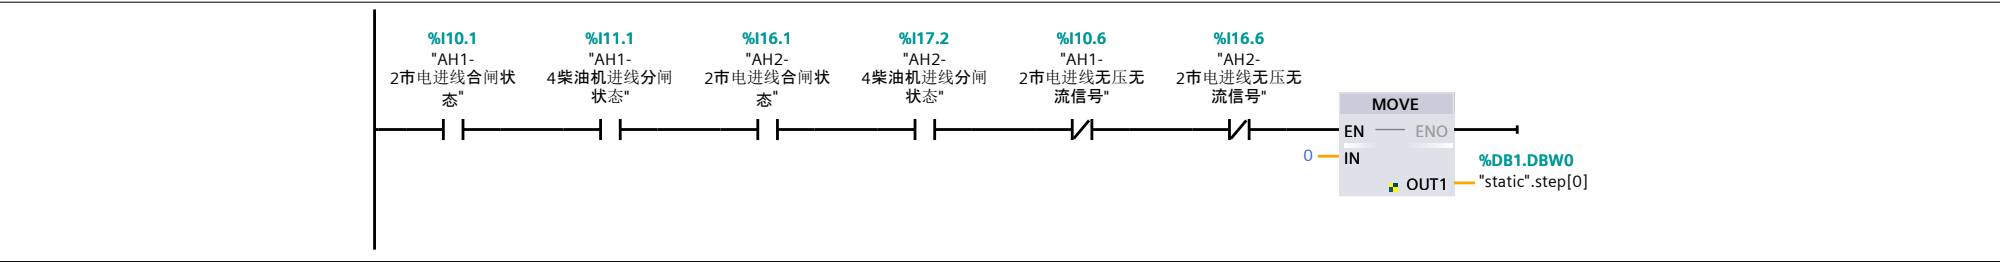 %I10.1
"AH1-
2市电进线合闸状
态"
%I11.1
"AH1-
4柴油机进线分闸
状态"
%I16.1
"AH2-
2市电进线合闸状
态"
%I17.2
"AH2-
4柴油机进线分闸
状态"
%I10.6
"AH1-
2市电进线无压无
流信号"
%I16.6
"AH2-
2市电进线无压无
流信号"
MOVE
EN
ENO
0
IN
OUT1
%DB1.DBW0
"static".step[0]